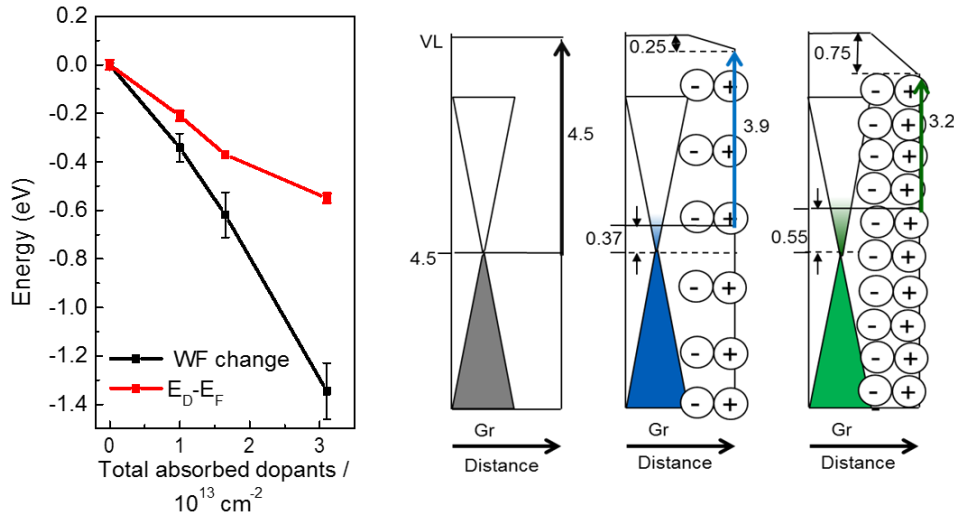 0.2
0.0
-0.2
-0.4
-0.6
-0.8
-1.0
-1.2
-1.4
Energy (eV)
WF change
E_D-E_F
0 1 2 3
Total absorbed dopants /
10^13 cm^-2
VL
4.5
4.5
Gr
Distance
0.25
3.9
0.37
- +
- +
- +
- +
- +
- +
Gr
Distance
0.75
3.2
0.55
- +
- +
- +
- +
- +
- +
- +
- +
- +
- +
Gr
Distance